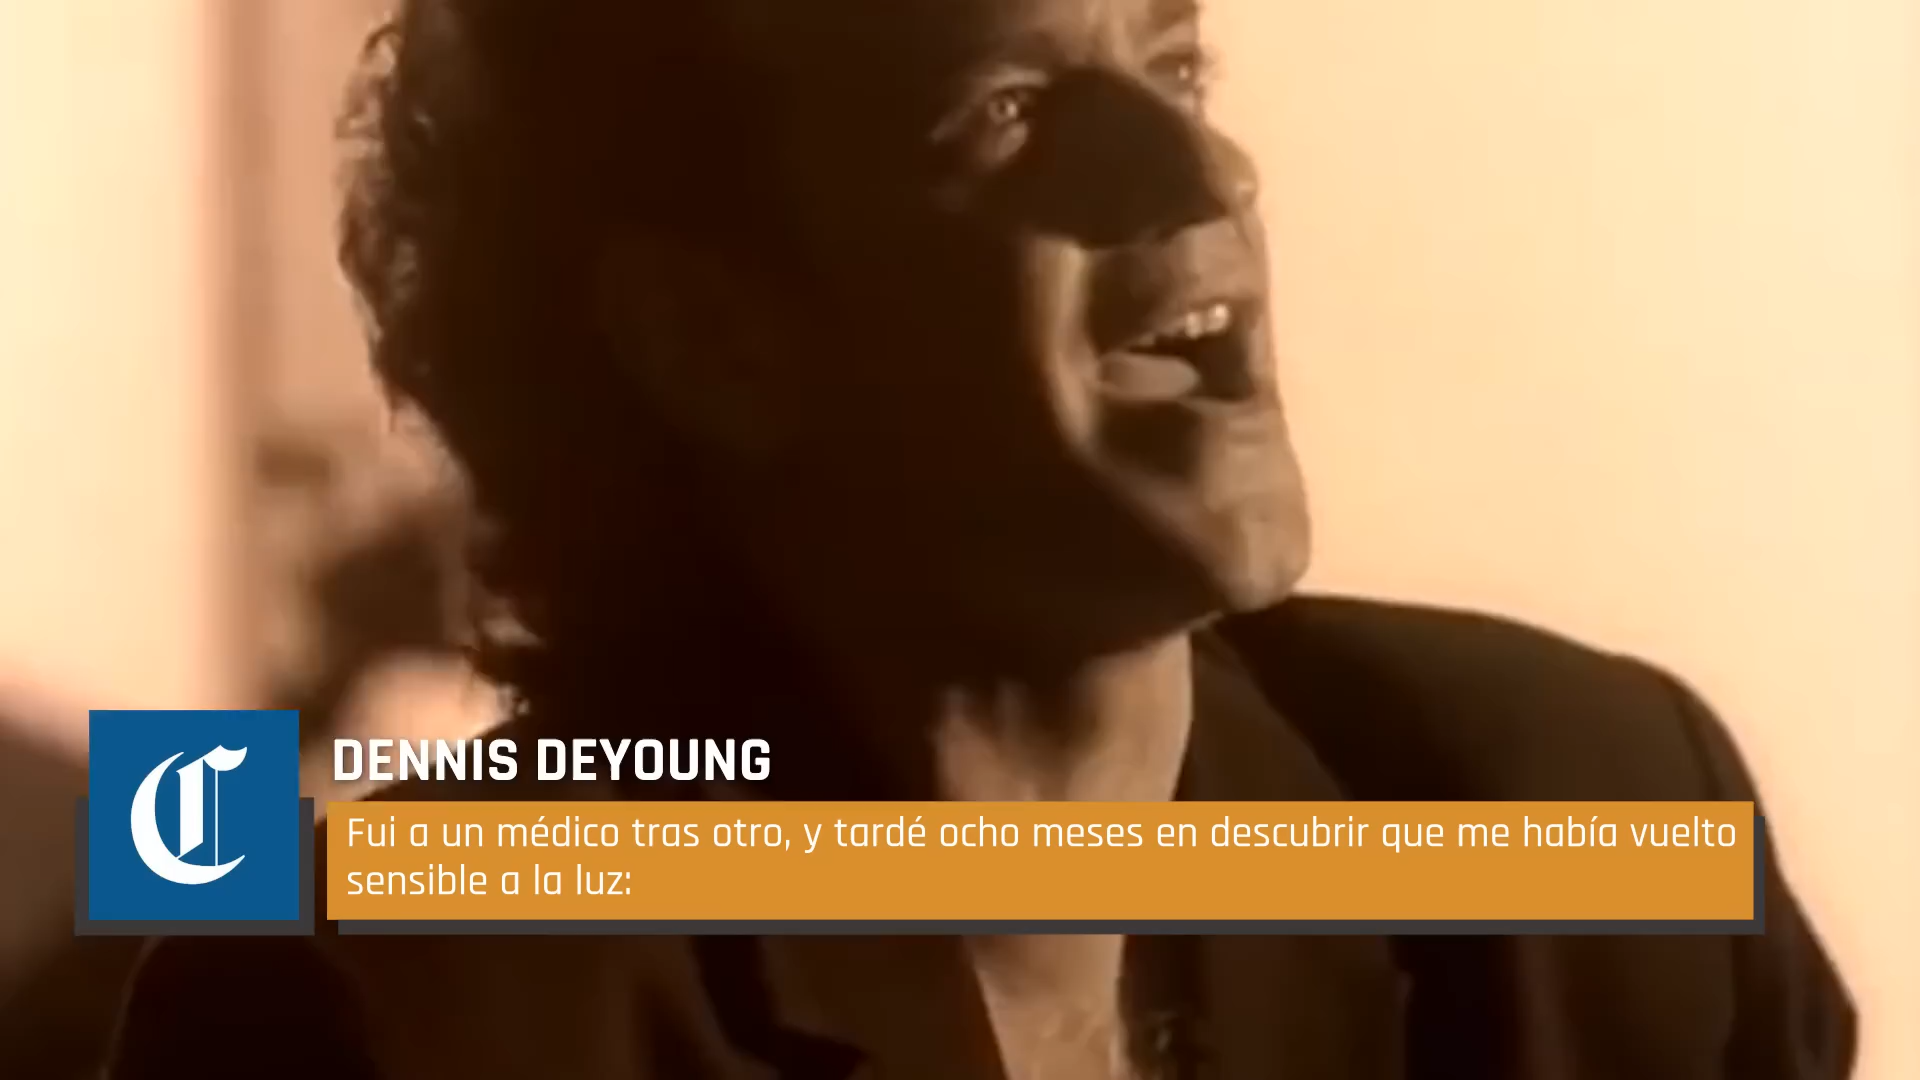 C
DENNIS DEYOUNG
Fui a un médico tras otro, y tardé ocho meses en descubrir que me había vuelto
sensible a la luz: